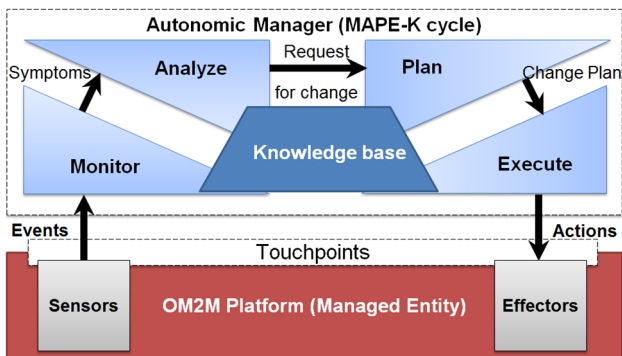 Autonomic Manager (MAPE-K cycle)
Symptoms
Analyze
Request
for change
Plan
Change Plan
Monitor
Knowledge base
Execute
Events
Actions
Touchpoints
Sensors
OM2M Platform (Managed Entity)
Effectors